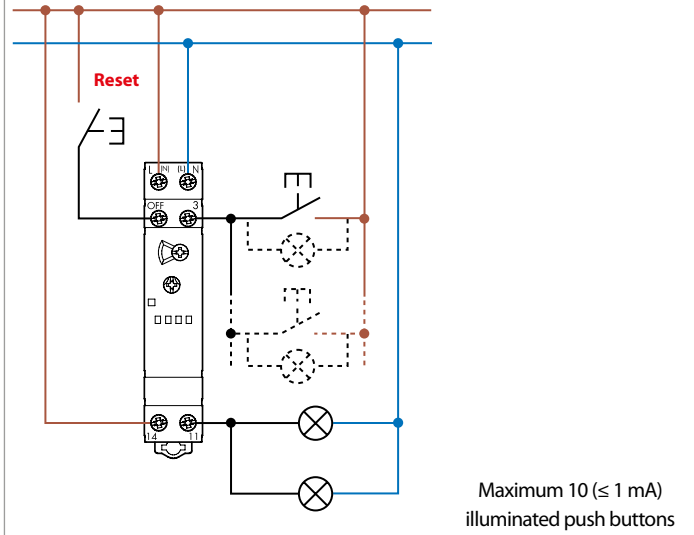 Reset
L (N) (L) N
OFF 3
14 11
Maximum 10 (≤ 1 mA)
illuminated push buttons